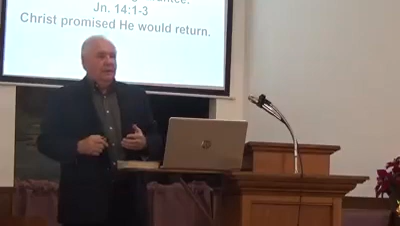 Jn. 14:1-3
Christ promised He would return.